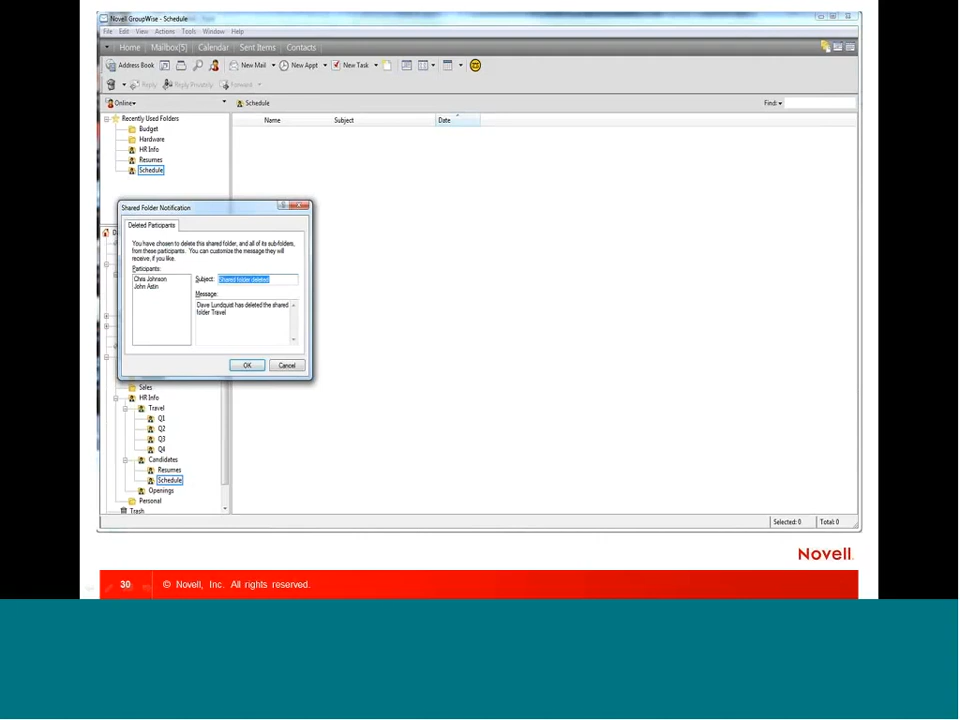 Novell GroupWise - Schedule
File Edit View Actions Tools Window Help
Home Mailbox[5] Calendar Sent Items Contacts
Address Book New Mail New Appt New Task
Reply Reply Privately Forward
Online Schedule Find:
Recently Used Folders Name Subject Date
Budget
Hardware
HR Info
Resumes
Schedule
Shared Folder Notification
Deleted Participants
You have chosen to delete this shared folder, and all of its sub-folders,
from these participants. You can customize the message they will
receive, if you like.
Participants:
Chris Johnson
John Astin
Subject: Shared folder deleted
Message:
Dave Lundquist has deleted the shared
folder Travel
OK Cancel
Sales
HR Info
Travel
Q1
Q2
Q3
Q4
Candidates
Resumes
Schedule
Openings
Personal
Trash
Selected: 0 Total: 0
Novell
30 © Novell, Inc. All rights reserved.